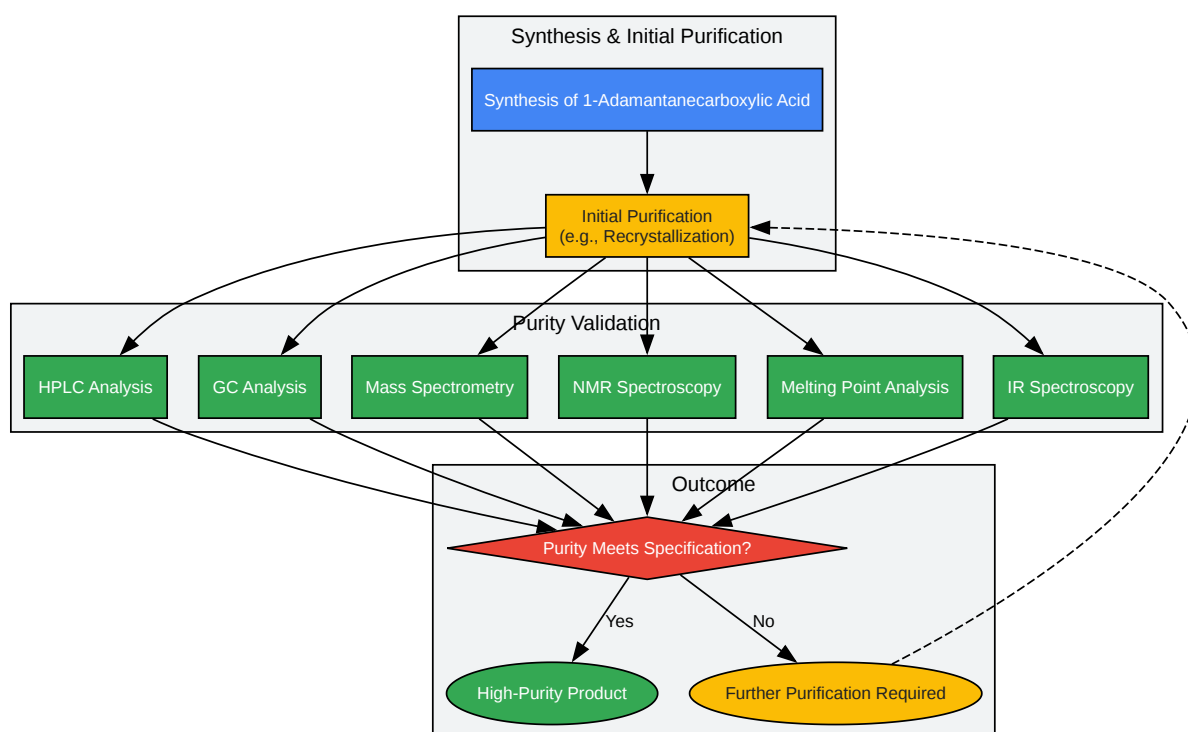 Synthesis & Initial Purification
Synthesis of 1-Adamantanecarboxylic Acid
Initial Purification
(e.g., Recrystallization)
Purity Validation
HPLC Analysis
GC Analysis
Mass Spectrometry
NMR Spectroscopy
Melting Point Analysis
IR Spectroscopy
Outcome
Purity Meets Specification?
Yes
No
High-Purity Product
Further Purification Required